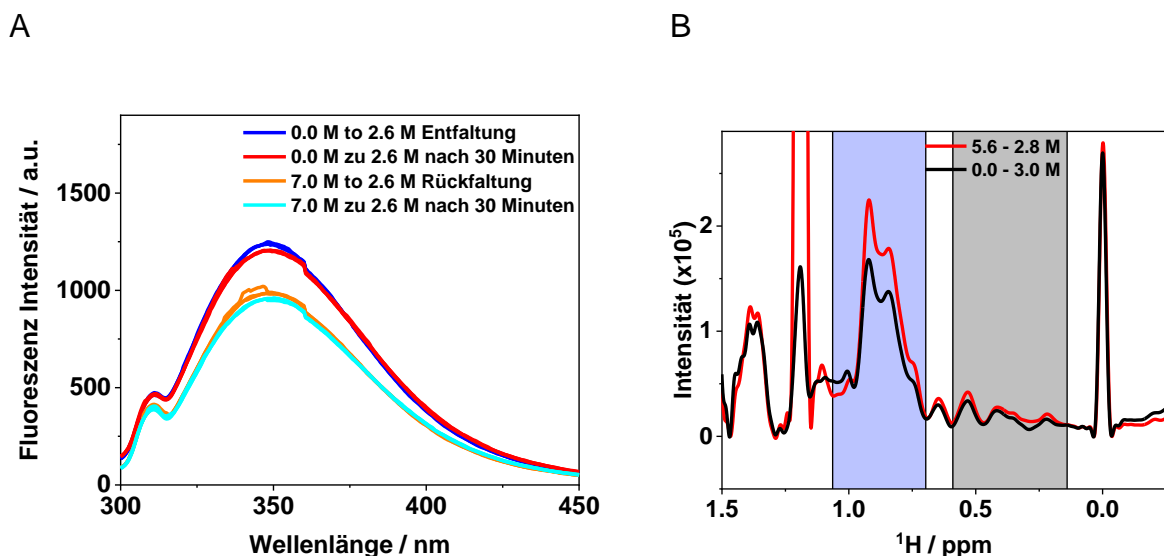 A
0.0 M to 2.6 M Entfaltung
0.0 M zu 2.6 M nach 30 Minuten
7.0 M to 2.6 M Rückfaltung
7.0 M zu 2.6 M nach 30 Minuten
Fluoreszenz Intensität / a.u.
1500
1000
500
0
300
350
400
450
Wellenlänge / nm
B
5.6 - 2.8 M
0.0 - 3.0 M
Intensität (x10⁵)
2
1
0
1.5
1.0
0.5
0.0
¹H / ppm